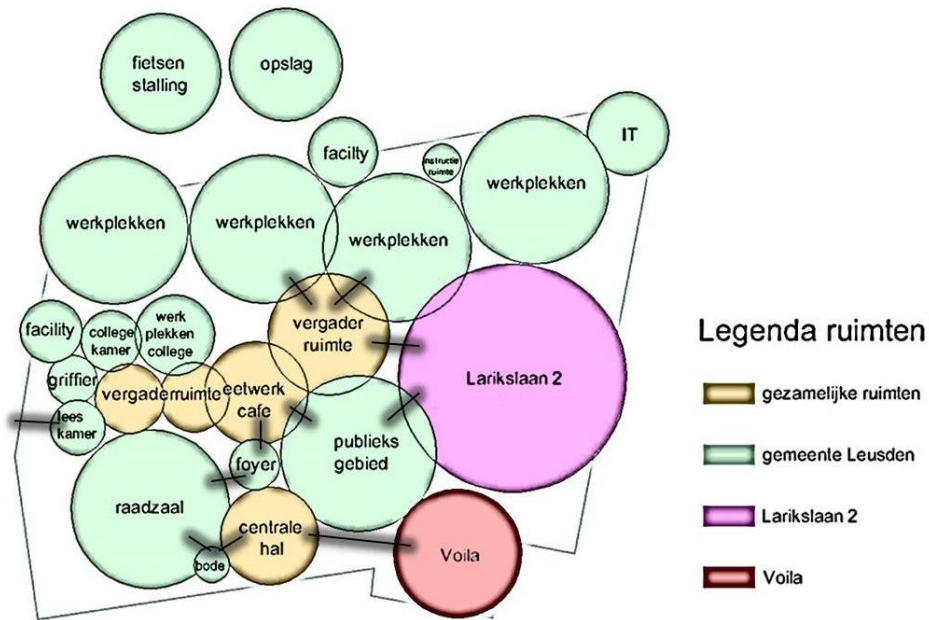 fietsen
stalling
opslag
facilty
instructie
ruimte
IT
werkplekken
werkplekken
werkplekken
werkplekken
facility
college
kamer
werk
plekken
college
vergader
ruimte
Larikslaan 2
griffier
vergaderruimte
eetwerk
cafe
lees
kamer
publieks
gebied
foyer
raadzaal
centrale
hal
bode
Voila
Legenda ruimten
gezamelijke ruimten
gemeente Leusden
Larikslaan 2
Voila